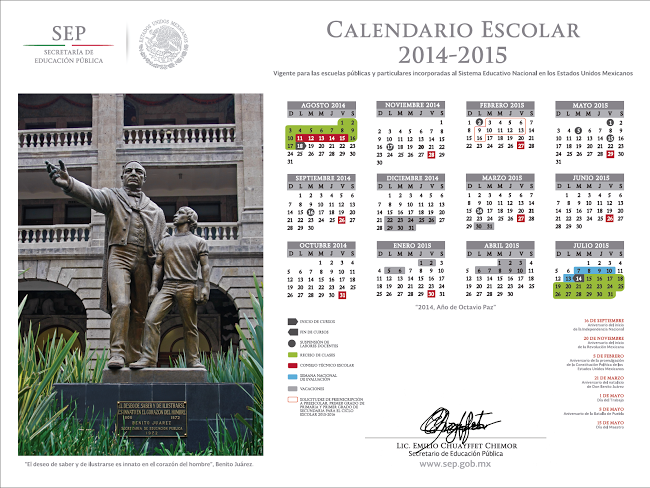 SEP
SECRETARÍA DE
EDUCACIÓN PÚBLICA
ESTADOS UNIDOS MEXICANOS
CALENDARIO ESCOLAR
2014-2015
Vigente para las escuelas públicas y particulares incorporadas al Sistema Educativo Nacional en los Estados Unidos Mexicanos
AGOSTO 2014
D L M M J V S
1 2
3 4 5 6 7 8 9
10 11 12 13 14 15 16
17 18 19 20 21 22 23
24 25 26 27 28 29 30
31
NOVIEMBRE 2014
D L M M J V S
1
2 3 4 5 6 7 8
9 10 11 12 13 14 15
16 17 18 19 20 21 22
23 24 25 26 27 28 29
30
FEBRERO 2015
D L M M J V S
1 2 3 4 5 6 7
8 9 10 11 12 13 14
15 16 17 18 19 20 21
22 23 24 25 26 27 28
MAYO 2015
D L M M J V S
1 2
3 4 5 6 7 8 9
10 11 12 13 14 15 16
17 18 19 20 21 22 23
24 25 26 27 28 29 30
31
SEPTIEMBRE 2014
D L M M J V S
1 2 3 4 5 6
7 8 9 10 11 12 13
14 15 16 17 18 19 20
21 22 23 24 25 26 27
28 29 30
DICIEMBRE 2014
D L M M J V S
1 2 3 4 5 6
7 8 9 10 11 12 13
14 15 16 17 18 19 20
21 22 23 24 25 26 27
28 29 30 31
MARZO 2015
D L M M J V S
1 2 3 4 5 6 7
8 9 10 11 12 13 14
15 16 17 18 19 20 21
22 23 24 25 26 27 28
29 30 31
JUNIO 2015
D L M M J V S
1 2 3 4 5 6
7 8 9 10 11 12 13
14 15 16 17 18 19 20
21 22 23 24 25 26 27
28 29 30
OCTUBRE 2014
D L M M J V S
1 2 3 4
5 6 7 8 9 10 11
12 13 14 15 16 17 18
19 20 21 22 23 24 25
26 27 28 29 30 31
ENERO 2015
D L M M J V S
1 2 3
4 5 6 7 8 9 10
11 12 13 14 15 16 17
18 19 20 21 22 23 24
25 26 27 28 29 30 31
ABRIL 2015
D L M M J V S
1 2 3 4
5 6 7 8 9 10 11
12 13 14 15 16 17 18
19 20 21 22 23 24 25
26 27 28 29 30
JULIO 2015
D L M M J V S
1 2 3 4
5 6 7 8 9 10 11
12 13 14 15 16 17 18
19 20 21 22 23 24 25
26 27 28 29 30 31
"2014, Año de Octavio Paz"
INICIO DE CURSOS
FIN DE CURSOS
SUSPENSIÓN DE
LABORES DOCENTES
RECESO DE CLASES
CONSEJO TÉCNICO ESCOLAR
SEMANA NACIONAL
DE EVALUACIÓN
VACACIONES
SOLICITUDES DE PREINSCRIPCIÓN
A PREESCOLAR, PRIMER GRADO DE
PRIMARIA Y PRIMER GRADO DE
SECUNDARIA PARA EL CICLO
ESCOLAR 2015-2016
16 DE SEPTIEMBRE
Aniversario del inicio
de la Independencia Nacional
20 DE NOVIEMBRE
Aniversario del inicio
de la Revolución Mexicana
5 DE FEBRERO
Aniversario de la promulgación
de la Constitución Política de los
Estados Unidos Mexicanos
21 DE MARZO
Aniversario del natalicio
de Don Benito Juárez
1 DE MAYO
Día del Trabajo
5 DE MAYO
Aniversario de la Batalla de Puebla
15 DE MAYO
Día del Maestro
EL DESEO DE SABER Y DE ILUSTRARSE
ES INNATO EN EL CORAZÓN DEL HOMBRE
BENITO JUAREZ
SECRETARIA DE EDUCACION PUBLICA
1972
"El deseo de saber y de ilustrarse es innato en el corazón del hombre", Benito Juárez
LIC. EMILIO CHUAYFFET CHEMOR
Secretario de Educación Pública
www.sep.gob.mx